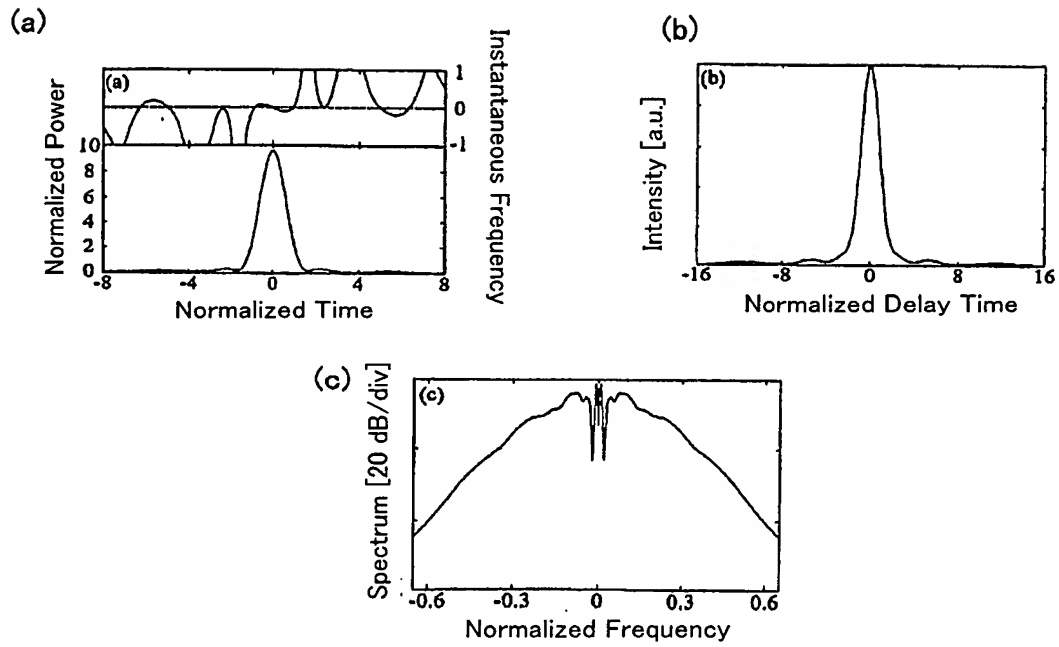 (a)
(a)
Normalized Power
10
8
6
4
2
0
1
0
-1
Instantaneous Frequency
-8
-4
0
4
8
Normalized Time
(b)
(b)
Intensity [a.u.]
-16
-8
0
8
16
Normalized Delay Time
(c)
(c)
Spectrum [20 dB/div]
-0.6
-0.3
0
0.3
0.6
Normalized Frequency